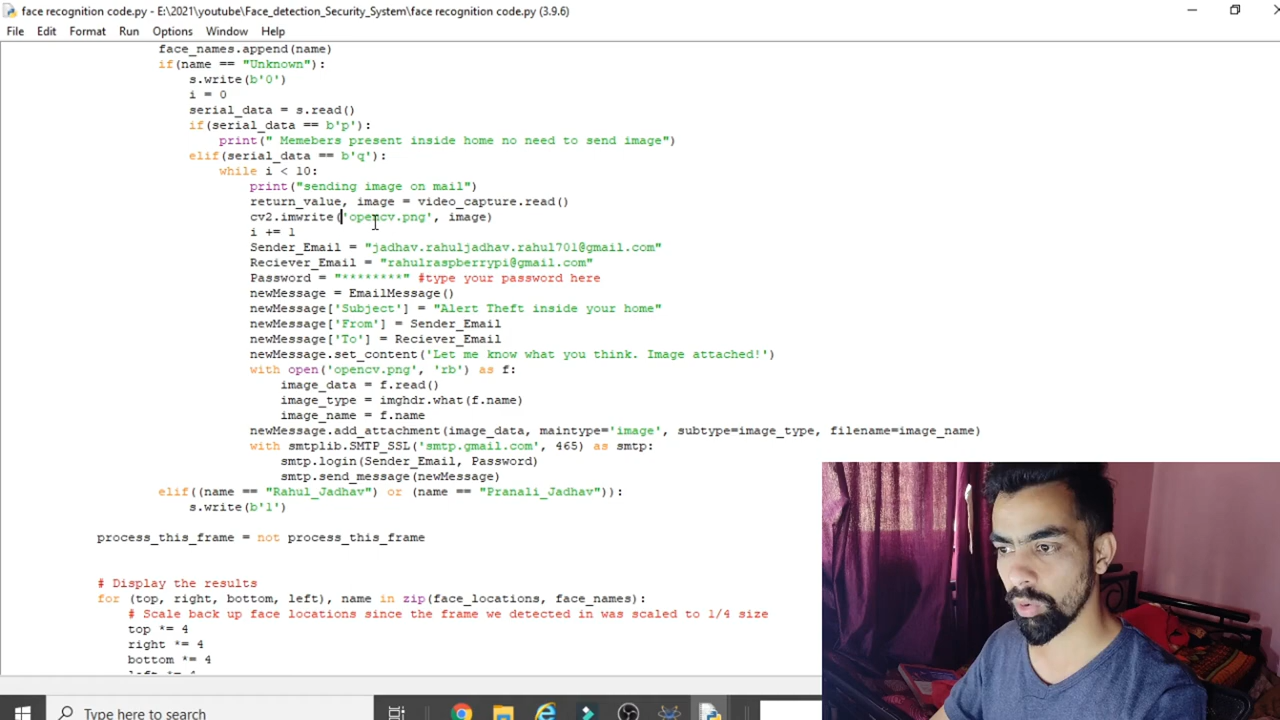 face recognition code.py - E:\2021\youtube\Face_detection_Security_System\face recognition code.py (3.9.6)
File Edit Format Run Options Window Help
face_names.append(name)
if(name == "Unknown"):
s.write(b'0')
i = 0
serial_data = s.read()
if(serial_data == b'p'):
print(" Memebers present inside home no need to send image")
elif(serial_data == b'q'):
while i < 10:
print("sending image on mail")
return_value, image = video_capture.read()
cv2.imwrite('opencv.png', image)
i += 1
Sender_Email = "jadhav.rahuljadhav.rahul701@gmail.com"
Reciever_Email = "rahulraspberrypi@gmail.com"
Password = "********" #type your password here
newMessage = EmailMessage()
newMessage['Subject'] = "Alert Theft inside your home"
newMessage['From'] = Sender_Email
newMessage['To'] = Reciever_Email
newMessage.set_content('Let me know what you think. Image attached!')
with open('opencv.png', 'rb') as f:
image_data = f.read()
image_type = imghdr.what(f.name)
image_name = f.name
newMessage.add_attachment(image_data, maintype='image', subtype=image_type, filename=image_name)
with smtplib.SMTP_SSL('smtp.gmail.com', 465) as smtp:
smtp.login(Sender_Email, Password)
smtp.send_message(newMessage)
elif((name == "Rahul_Jadhav") or (name == "Pranali_Jadhav")):
s.write(b'1')
process_this_frame = not process_this_frame
# Display the results
for (top, right, bottom, left), name in zip(face_locations, face_names):
# Scale back up face locations since the frame we detected in was scaled to 1/4 size
top *= 4
right *= 4
bottom *= 4
left *= 4
Type here to search